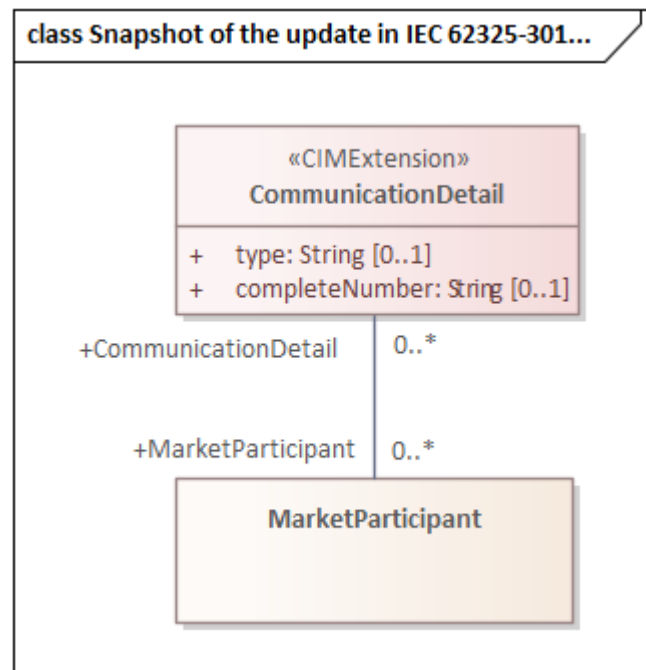 class Snapshot of the update in IEC 62325-301...
«CIMExtension»
CommunicationDetail
+ type: String [0..1]
+ completeNumber: String [0..1]
+CommunicationDetail 0..*
+MarketParticipant 0..*
MarketParticipant